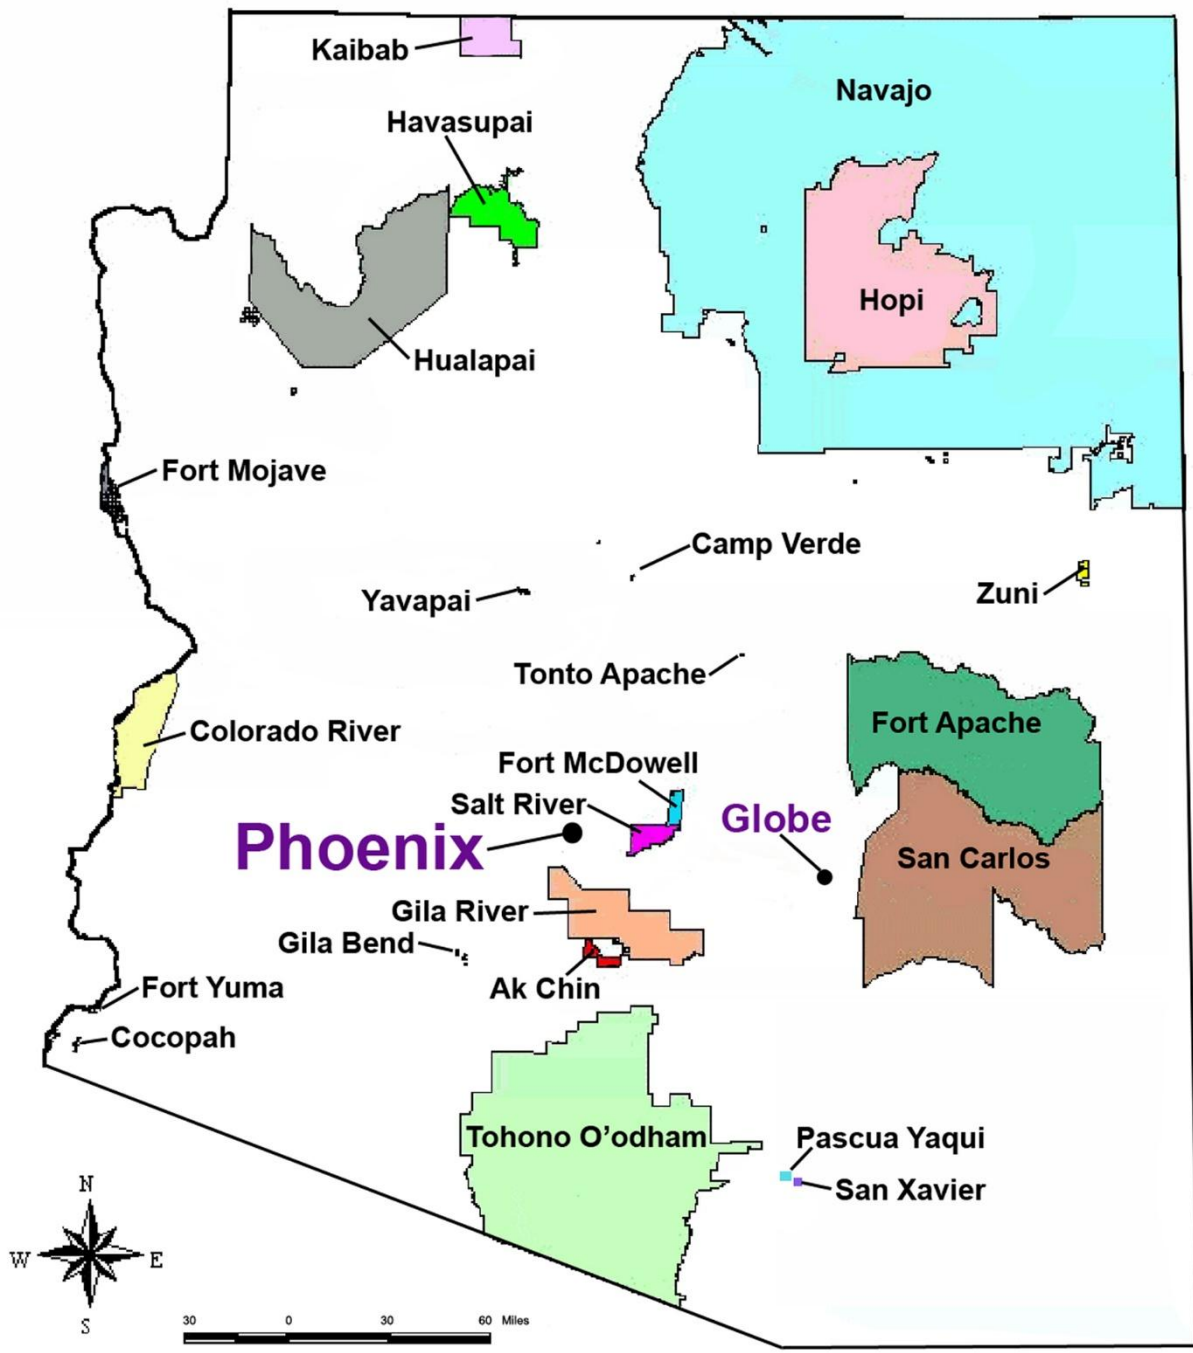 Kaibab
Navajo
Havasupai
Hopi
Hualapai
Fort Mojave
Camp Verde
Zuni
Yavapai
Tonto Apache
Fort Apache
Colorado River
Fort McDowell
Salt River
Globe
Phoenix
San Carlos
Gila River
Gila Bend
Ak Chin
Fort Yuma
Cocopah
Tohono O’odham
Pascua Yaqui
San Xavier
N
W E
S
30 0 30 60 Miles